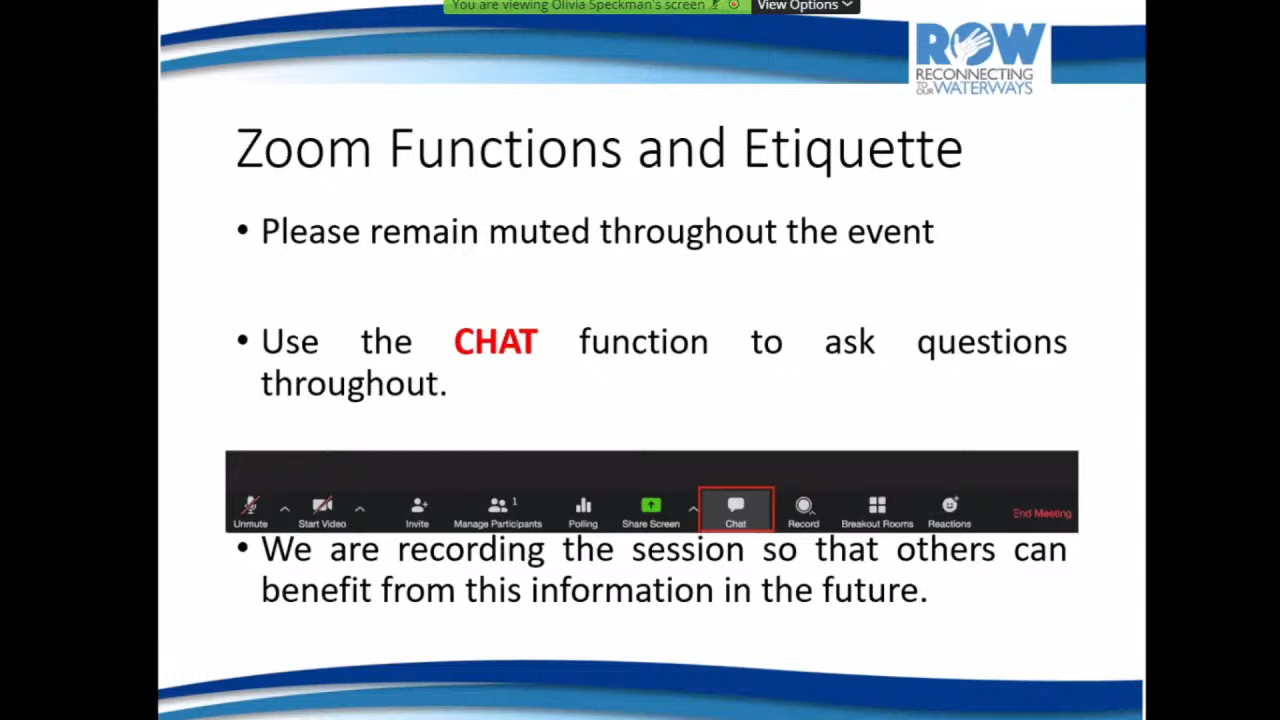 You are viewing Olivia Speckman's screen
View Options
ROW
RECONNECTING
TO OUR WATERWAYS
Zoom Functions and Etiquette
• Please remain muted throughout the event
• Use the CHAT function to ask questions
throughout.
Unmute Start Video Invite Manage Participants 1 Polling Share Screen Chat Record Breakout Rooms Reactions End Meeting
• We are recording the session so that others can
benefit from this information in the future.